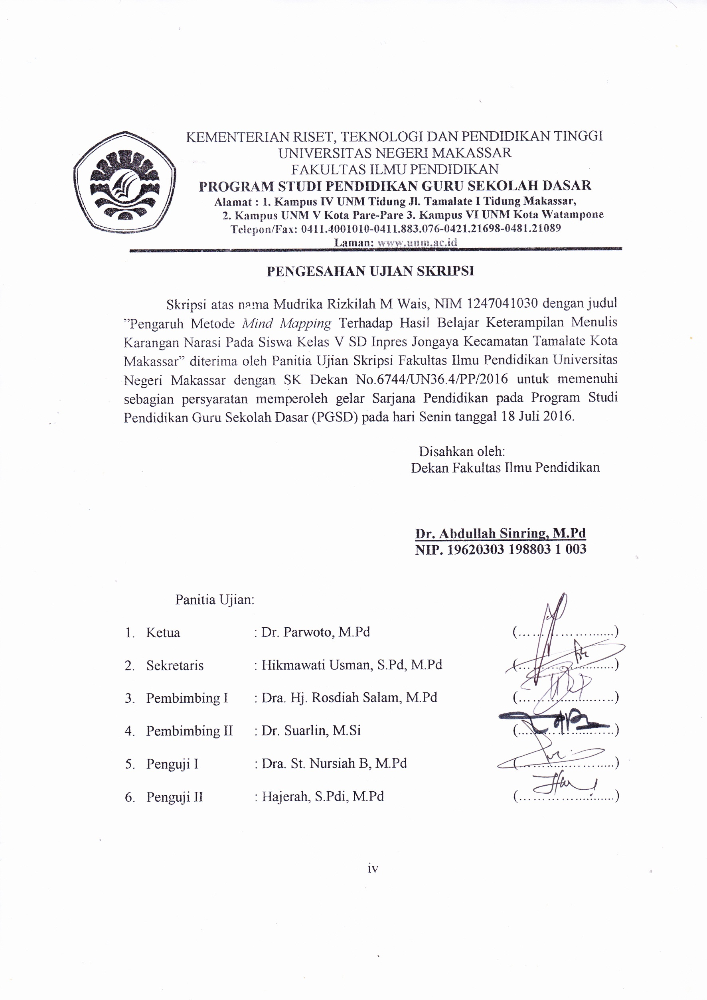 KEMENTERIAN RISET, TEKNOLOGI DAN PENDIDIKAN TINGGI
UNIVERSITAS NEGERI MAKASSAR
FAKULTAS ILMU PENDIDIKAN
PROGRAM STUDI PENDIDIKAN GURU SEKOLAH DASAR
Alamat : 1. Kampus IV UNM Tidung Jl. Tamalate I Tidung Makassar,
2. Kampus UNM V Kota Pare-Pare 3. Kampus VI UNM Kota Watampone
Telepon/Fax: 0411.4001010-0411.883.076-0421.21698-0481.21089
Laman: www.unm.ac.id
PENGESAHAN UJIAN SKRIPSI
Skripsi atas nama Mudrika Rizkilah M Wais, NIM 1247041030 dengan judul
”Pengaruh Metode Mind Mapping Terhadap Hasil Belajar Keterampilan Menulis
Karangan Narasi Pada Siswa Kelas V SD Inpres Jongaya Kecamatan Tamalate Kota
Makassar” diterima oleh Panitia Ujian Skripsi Fakultas Ilmu Pendidikan Universitas
Negeri Makassar dengan SK Dekan No.6744/UN36.4/PP/2016 untuk memenuhi
sebagian persyaratan memperoleh gelar Sarjana Pendidikan pada Program Studi
Pendidikan Guru Sekolah Dasar (PGSD) pada hari Senin tanggal 18 Juli 2016.
Disahkan oleh:
Dekan Fakultas Ilmu Pendidikan
Dr. Abdullah Sinring, M.Pd
NIP. 19620303 198803 1 003
Panitia Ujian:
1. Ketua : Dr. Parwoto, M.Pd (..............................)
2. Sekretaris : Hikmawati Usman, S.Pd, M.Pd (..............................)
3. Pembimbing I : Dra. Hj. Rosdiah Salam, M.Pd (..............................)
4. Pembimbing II : Dr. Suarlin, M.Si (..............................)
5. Penguji I : Dra. St. Nursiah B, M.Pd (..............................)
6. Penguji II : Hajerah, S.Pdi, M.Pd (..............................)
iv